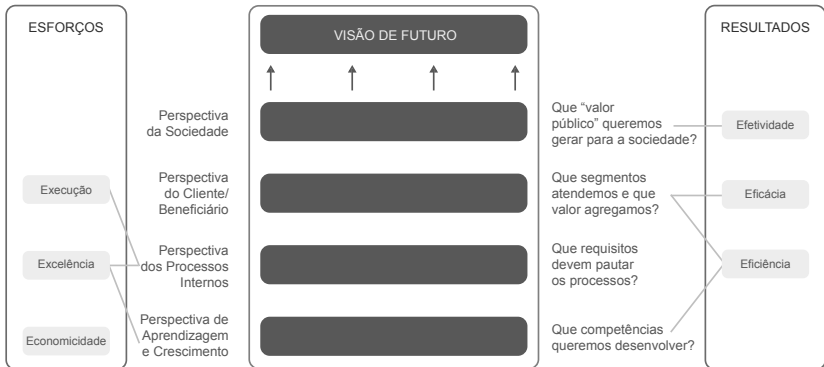 ESFORÇOS
VISÃO DE FUTURO
RESULTADOS
Perspectiva
da Sociedade
Que “valor
público” queremos
gerar para a sociedade?
Efetividade
Execução
Perspectiva
do Cliente/
Beneficiário
Que segmentos
atendemos e que
valor agregamos?
Eficácia
Excelência
Perspectiva
dos Processos
Internos
Que requisitos
devem pautar
os processos?
Eficiência
Economicidade
Perspectiva de
Aprendizagem
e Crescimento
Que competências
queremos desenvolver?